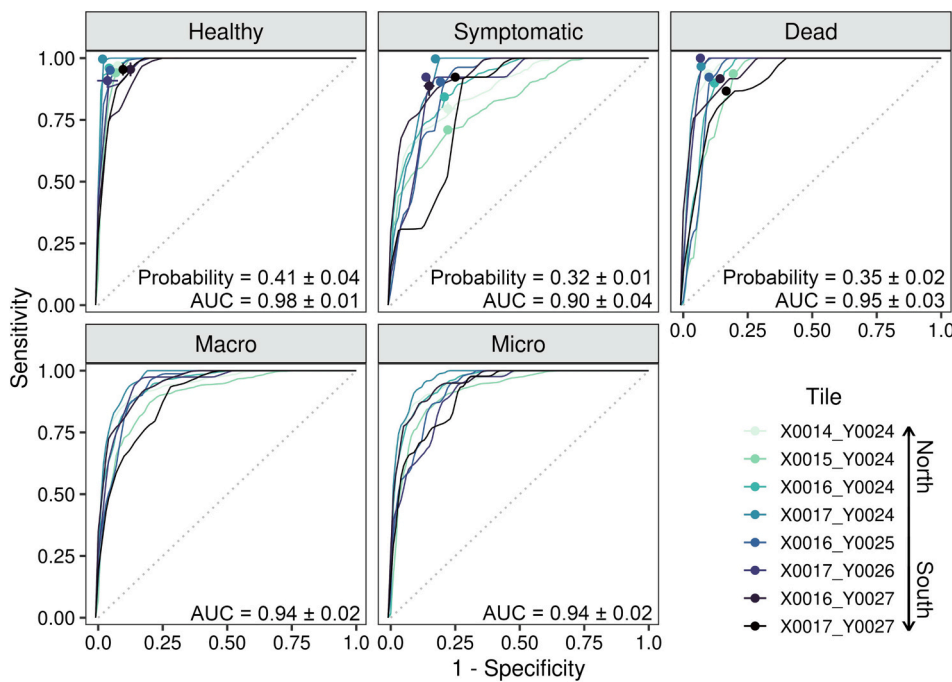 Healthy
Symptomatic
Dead
1.00
0.75
0.50
0.25
0.00
Probability = 0.41 ± 0.04
AUC = 0.98 ± 0.01
Probability = 0.32 ± 0.01
AUC = 0.90 ± 0.04
Probability = 0.35 ± 0.02
AUC = 0.95 ± 0.03
0.0 0.25 0.50 0.75 1.0
Sensitivity
Macro
Micro
1.00
0.75
0.50
0.25
0.00
AUC = 0.94 ± 0.02
AUC = 0.94 ± 0.02
0.0 0.25 0.50 0.75 1.0
0.0 0.25 0.50 0.75 1.0
1 - Specificity
Tile
X0014_Y0024
X0015_Y0024
X0016_Y0024
X0017_Y0024
X0016_Y0025
X0017_Y0026
X0016_Y0027
X0017_Y0027
North
South